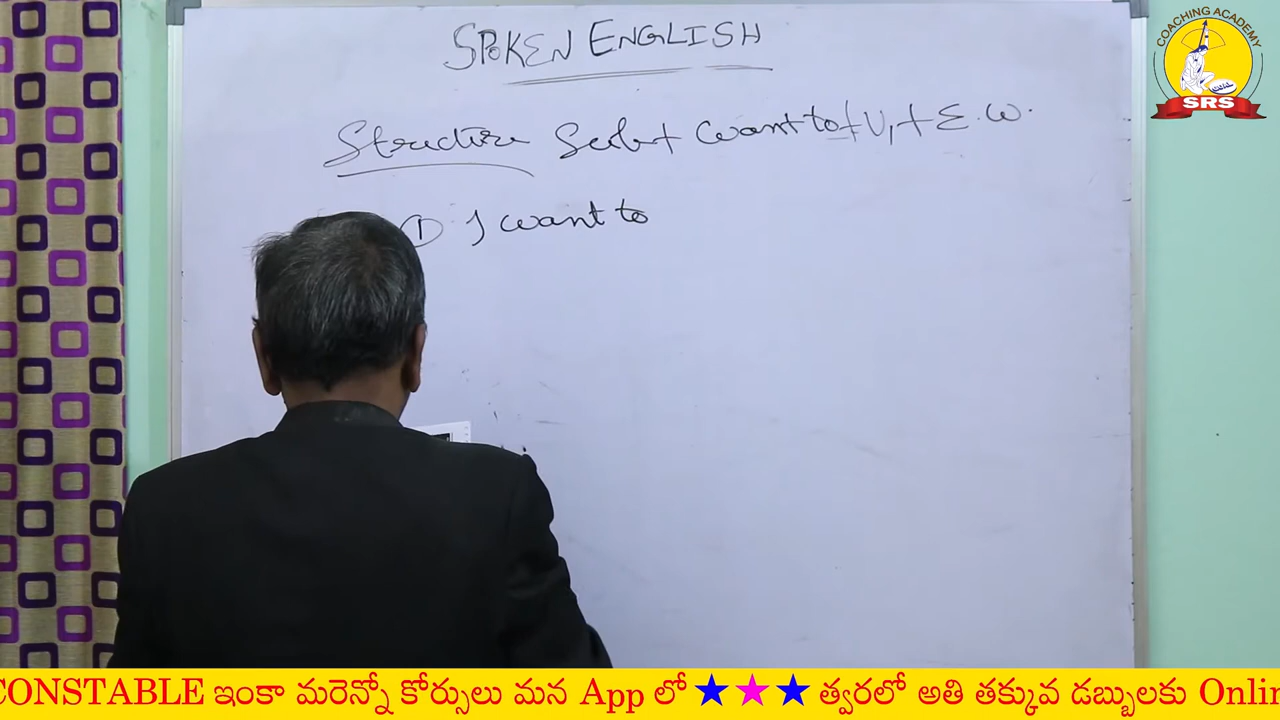 SPOKEN ENGLISH
COACHING ACADEMY
SRS
Structure Sub+ want to+V1+E.W.
① I want to
CONSTABLE ఇంకా మరెన్నో కోర్సులు మన App లో ★★★ త్వరలో అతి తక్కువ డబ్బులకు Onlin